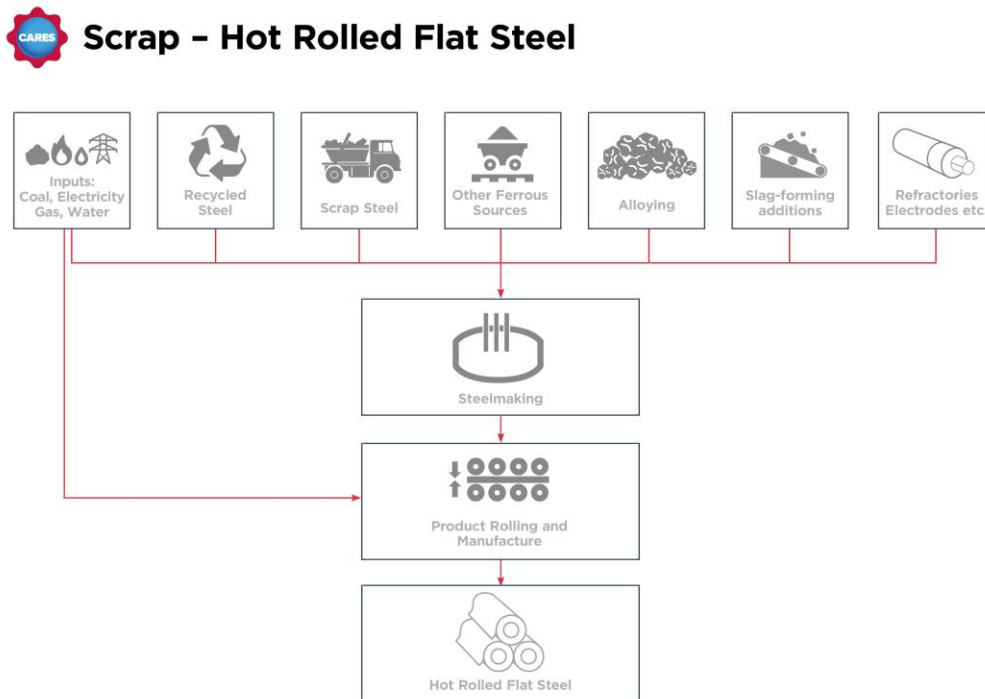 CARES
Scrap – Hot Rolled Flat Steel
Inputs:
Coal, Electricity
Gas, Water
Recycled
Steel
Scrap Steel
Other Ferrous
Sources
Alloying
Slag-forming
additions
Refractories
Electrodes etc
Steelmaking
Product Rolling and
Manufacture
Hot Rolled Flat Steel